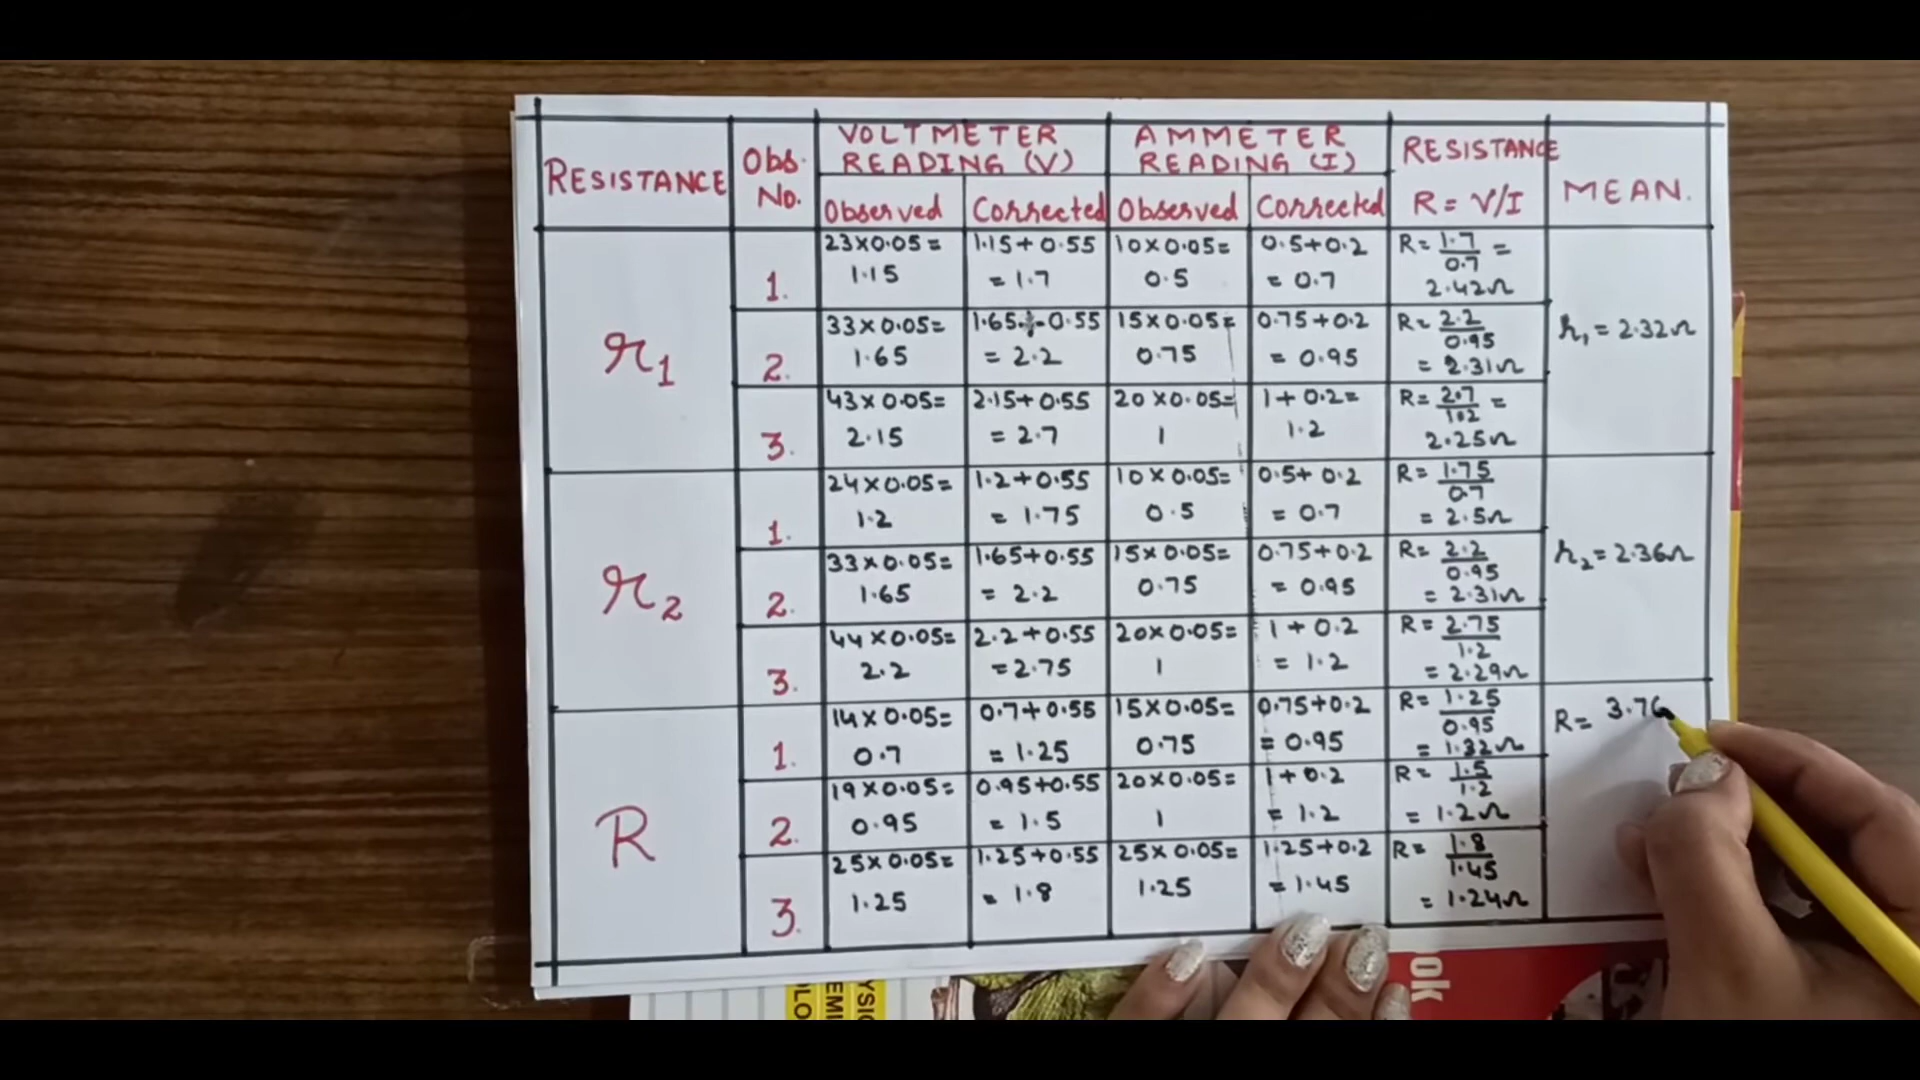 RESISTANCE
Obs.
No.
VOLTMETER
READING (V)
AMMETER
READING (I)
RESISTANCE
R = V/I
MEAN.
Observed
Corrected
Observed
Corrected
r1
1.
23×0.05=
1.15
1.15+0.55
= 1.7
10×0.05=
0.5
0.5+0.2
= 0.7
R= 1.7/0.7 =
2.42Ω
r1=2.32Ω
2.
33×0.05=
1.65
1.65+0.55
= 2.2
15×0.05=
0.75
0.75+0.2
= 0.95
R= 2.2/0.95
= 2.31Ω
3.
43×0.05=
2.15
2.15+0.55
= 2.7
20×0.05=
1
1+0.2=
1.2
R= 2.7/1.2 =
2.25Ω
r2
1.
24×0.05=
1.2
1.2+0.55
= 1.75
10×0.05=
0.5
0.5+0.2
= 0.7
R= 1.75/0.7
= 2.5Ω
r2=2.36Ω
2.
33×0.05=
1.65
1.65+0.55
= 2.2
15×0.05=
0.75
0.75+0.2
= 0.95
R= 2.2/0.95
= 2.31Ω
3.
44×0.05=
2.2
2.2+0.55
=2.75
20×0.05=
1
1+0.2
= 1.2
R= 2.75/1.2
= 2.29Ω
R
1.
14×0.05=
0.7
0.7+0.55
= 1.25
15×0.05=
0.75
0.75+0.2
= 0.95
R= 1.25/0.95
= 1.32Ω
R= 3.76
2.
19×0.05=
0.95
0.95+0.55
= 1.5
20×0.05=
1
1+0.2
= 1.2
R= 1.5/1.2
= 1.2Ω
3.
25×0.05=
1.25
1.25+0.55
= 1.8
25×0.05=
1.25
1.25+0.2
= 1.45
R= 1.8/1.45
= 1.24Ω
ok